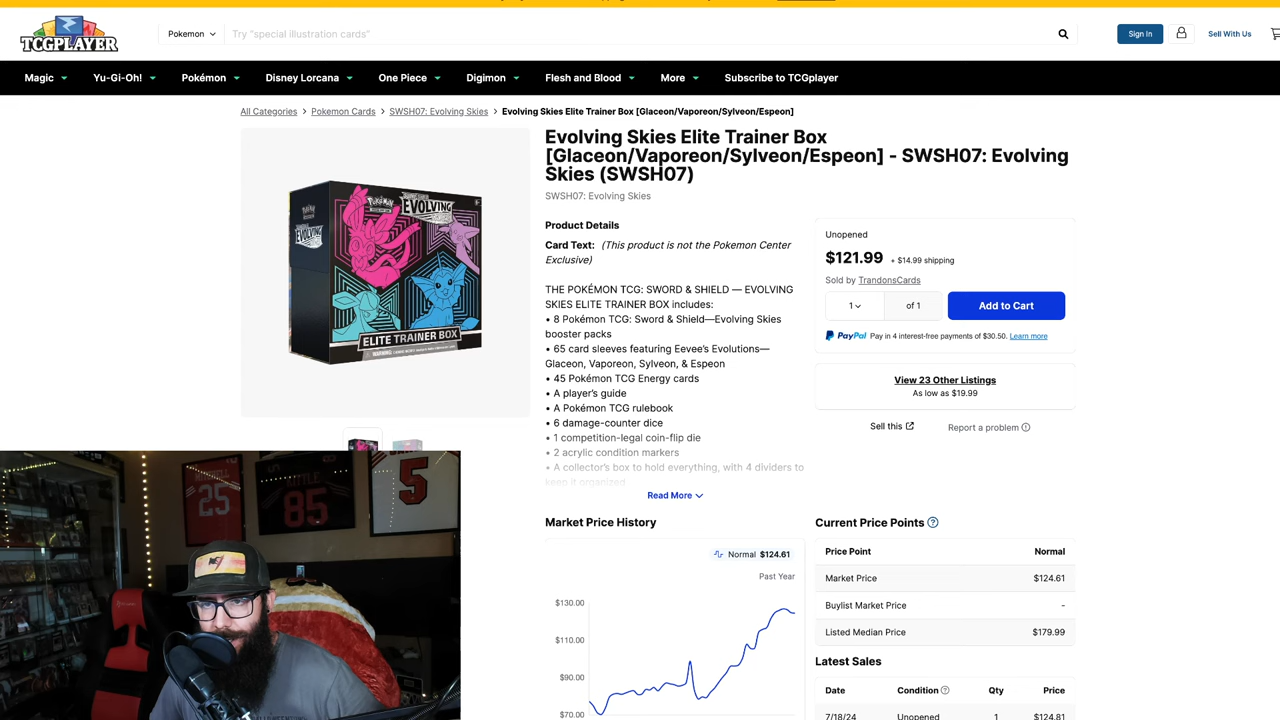 TCGPLAYER
Pokemon
Try "special illustration cards"
Sign In
Sell With Us
Magic
Yu-Gi-Oh!
Pokémon
Disney Lorcana
One Piece
Digimon
Flesh and Blood
More
Subscribe to TCGplayer
All Categories > Pokemon Cards > SWSH07: Evolving Skies > Evolving Skies Elite Trainer Box [Glaceon/Vaporeon/Sylveon/Espeon]
POKÉMON
EVOLVING
EVOLVING
ELITE TRAINER BOX
WARNING
Evolving Skies Elite Trainer Box
[Glaceon/Vaporeon/Sylveon/Espeon] - SWSH07: Evolving
Skies (SWSH07)
SWSH07: Evolving Skies
Product Details
Card Text: (This product is not the Pokemon Center
Exclusive)
THE POKÉMON TCG: SWORD & SHIELD — EVOLVING
SKIES ELITE TRAINER BOX includes:
• 8 Pokémon TCG: Sword & Shield—Evolving Skies
booster packs
• 65 card sleeves featuring Eevee's Evolutions—
Glaceon, Vaporeon, Sylveon, & Espeon
• 45 Pokémon TCG Energy cards
• A player's guide
• A Pokémon TCG rulebook
• 6 damage-counter dice
• 1 competition-legal coin-flip die
• 2 acrylic condition markers
• A collector's box to hold everything, with 4 dividers to
keep it organized
Read More
Unopened
$121.99 + $14.99 shipping
Sold by TrandonsCards
1
of 1
Add to Cart
PayPal Pay in 4 interest-free payments of $30.50. Learn more
View 23 Other Listings
As low as $19.99
Sell this
Report a problem
Market Price History
Normal $124.61
Past Year
$130.00
$110.00
$90.00
$70.00
Current Price Points
Price Point Normal
Market Price $124.61
Buylist Market Price -
Listed Median Price $179.99
Latest Sales
Date Condition Qty Price
7/18/24 Unopened 1 $124.81
25
85
5